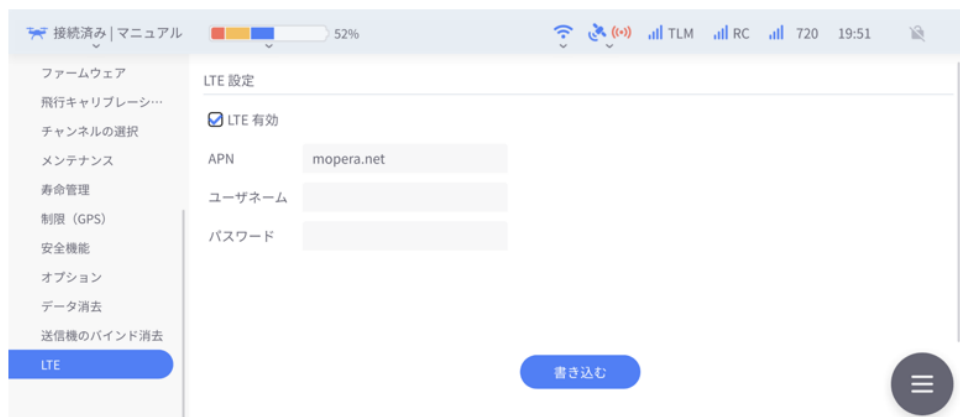 接続済み | マニュアル 52% TLM RC 720 19:51
ファームウェア
飛行キャリブレーシ…
チャンネルの選択
メンテナンス
寿命管理
制限（GPS）
安全機能
オプション
データ消去
送信機のバインド消去
LTE
LTE 設定
LTE 有効
APN mopera.net
ユーザネーム
パスワード
書き込む